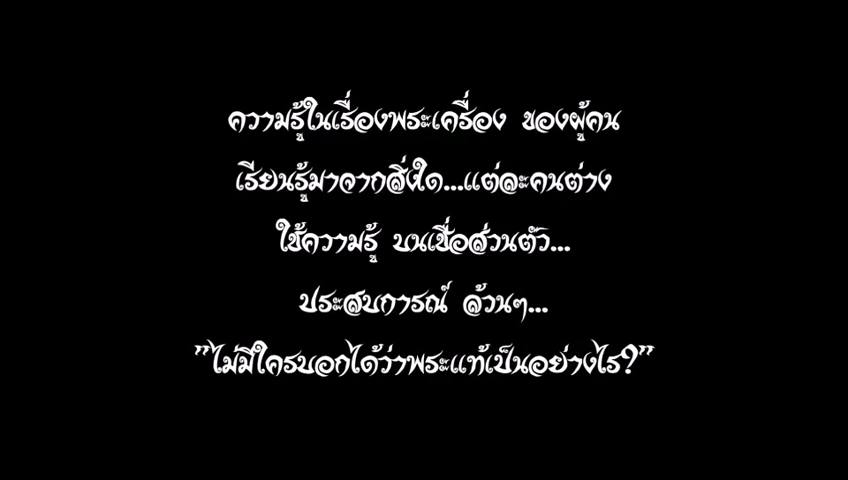 ความรู้ในเรื่องพระเครื่อง ของผู้คน
เรียนรู้มาจากสิ่งใด...แต่ละคนต่าง
ใช้ความรู้ บนเชื่อส่วนตัว...
ประสบการณ์ ล้วนๆ...
"ไม่มีใครบอกได้ว่าพระแท้เป็นอย่างไร?"